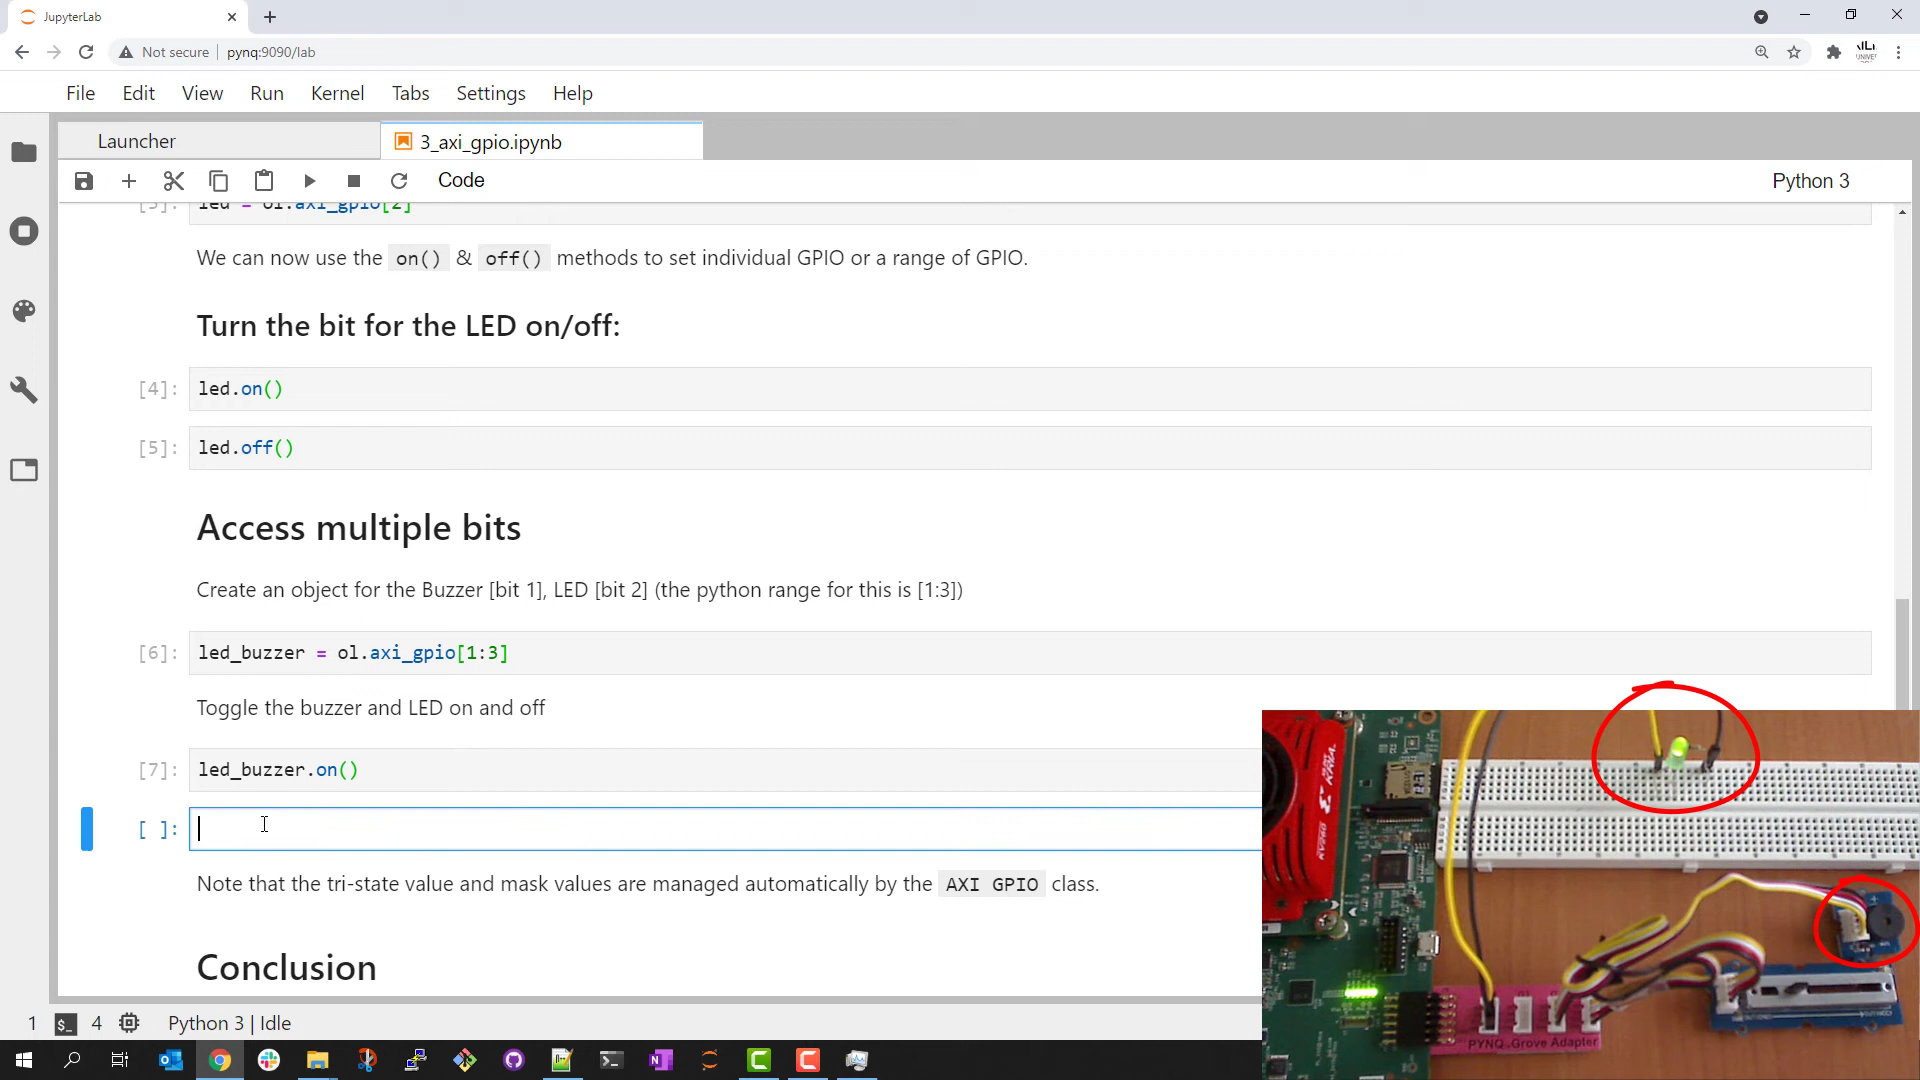 JupyterLab
Not secure
pynq:9090/lab
File Edit View Run Kernel Tabs Settings Help
Launcher
3_axi_gpio.ipynb
Code
Python 3
led = ol.axi_gpio[2]
We can now use the on() & off() methods to set individual GPIO or a range of GPIO.
Turn the bit for the LED on/off:
[4]: led.on()
[5]: led.off()
Access multiple bits
Create an object for the Buzzer [bit 1], LED [bit 2] (the python range for this is [1:3])
[6]: led_buzzer = ol.axi_gpio[1:3]
Toggle the buzzer and LED on and off
[7]: led_buzzer.on()
[ ]:
Note that the tri-state value and mask values are managed automatically by the AXI GPIO class.
Conclusion
1 4 Python 3 | Idle
PYNQ Grove Adapter